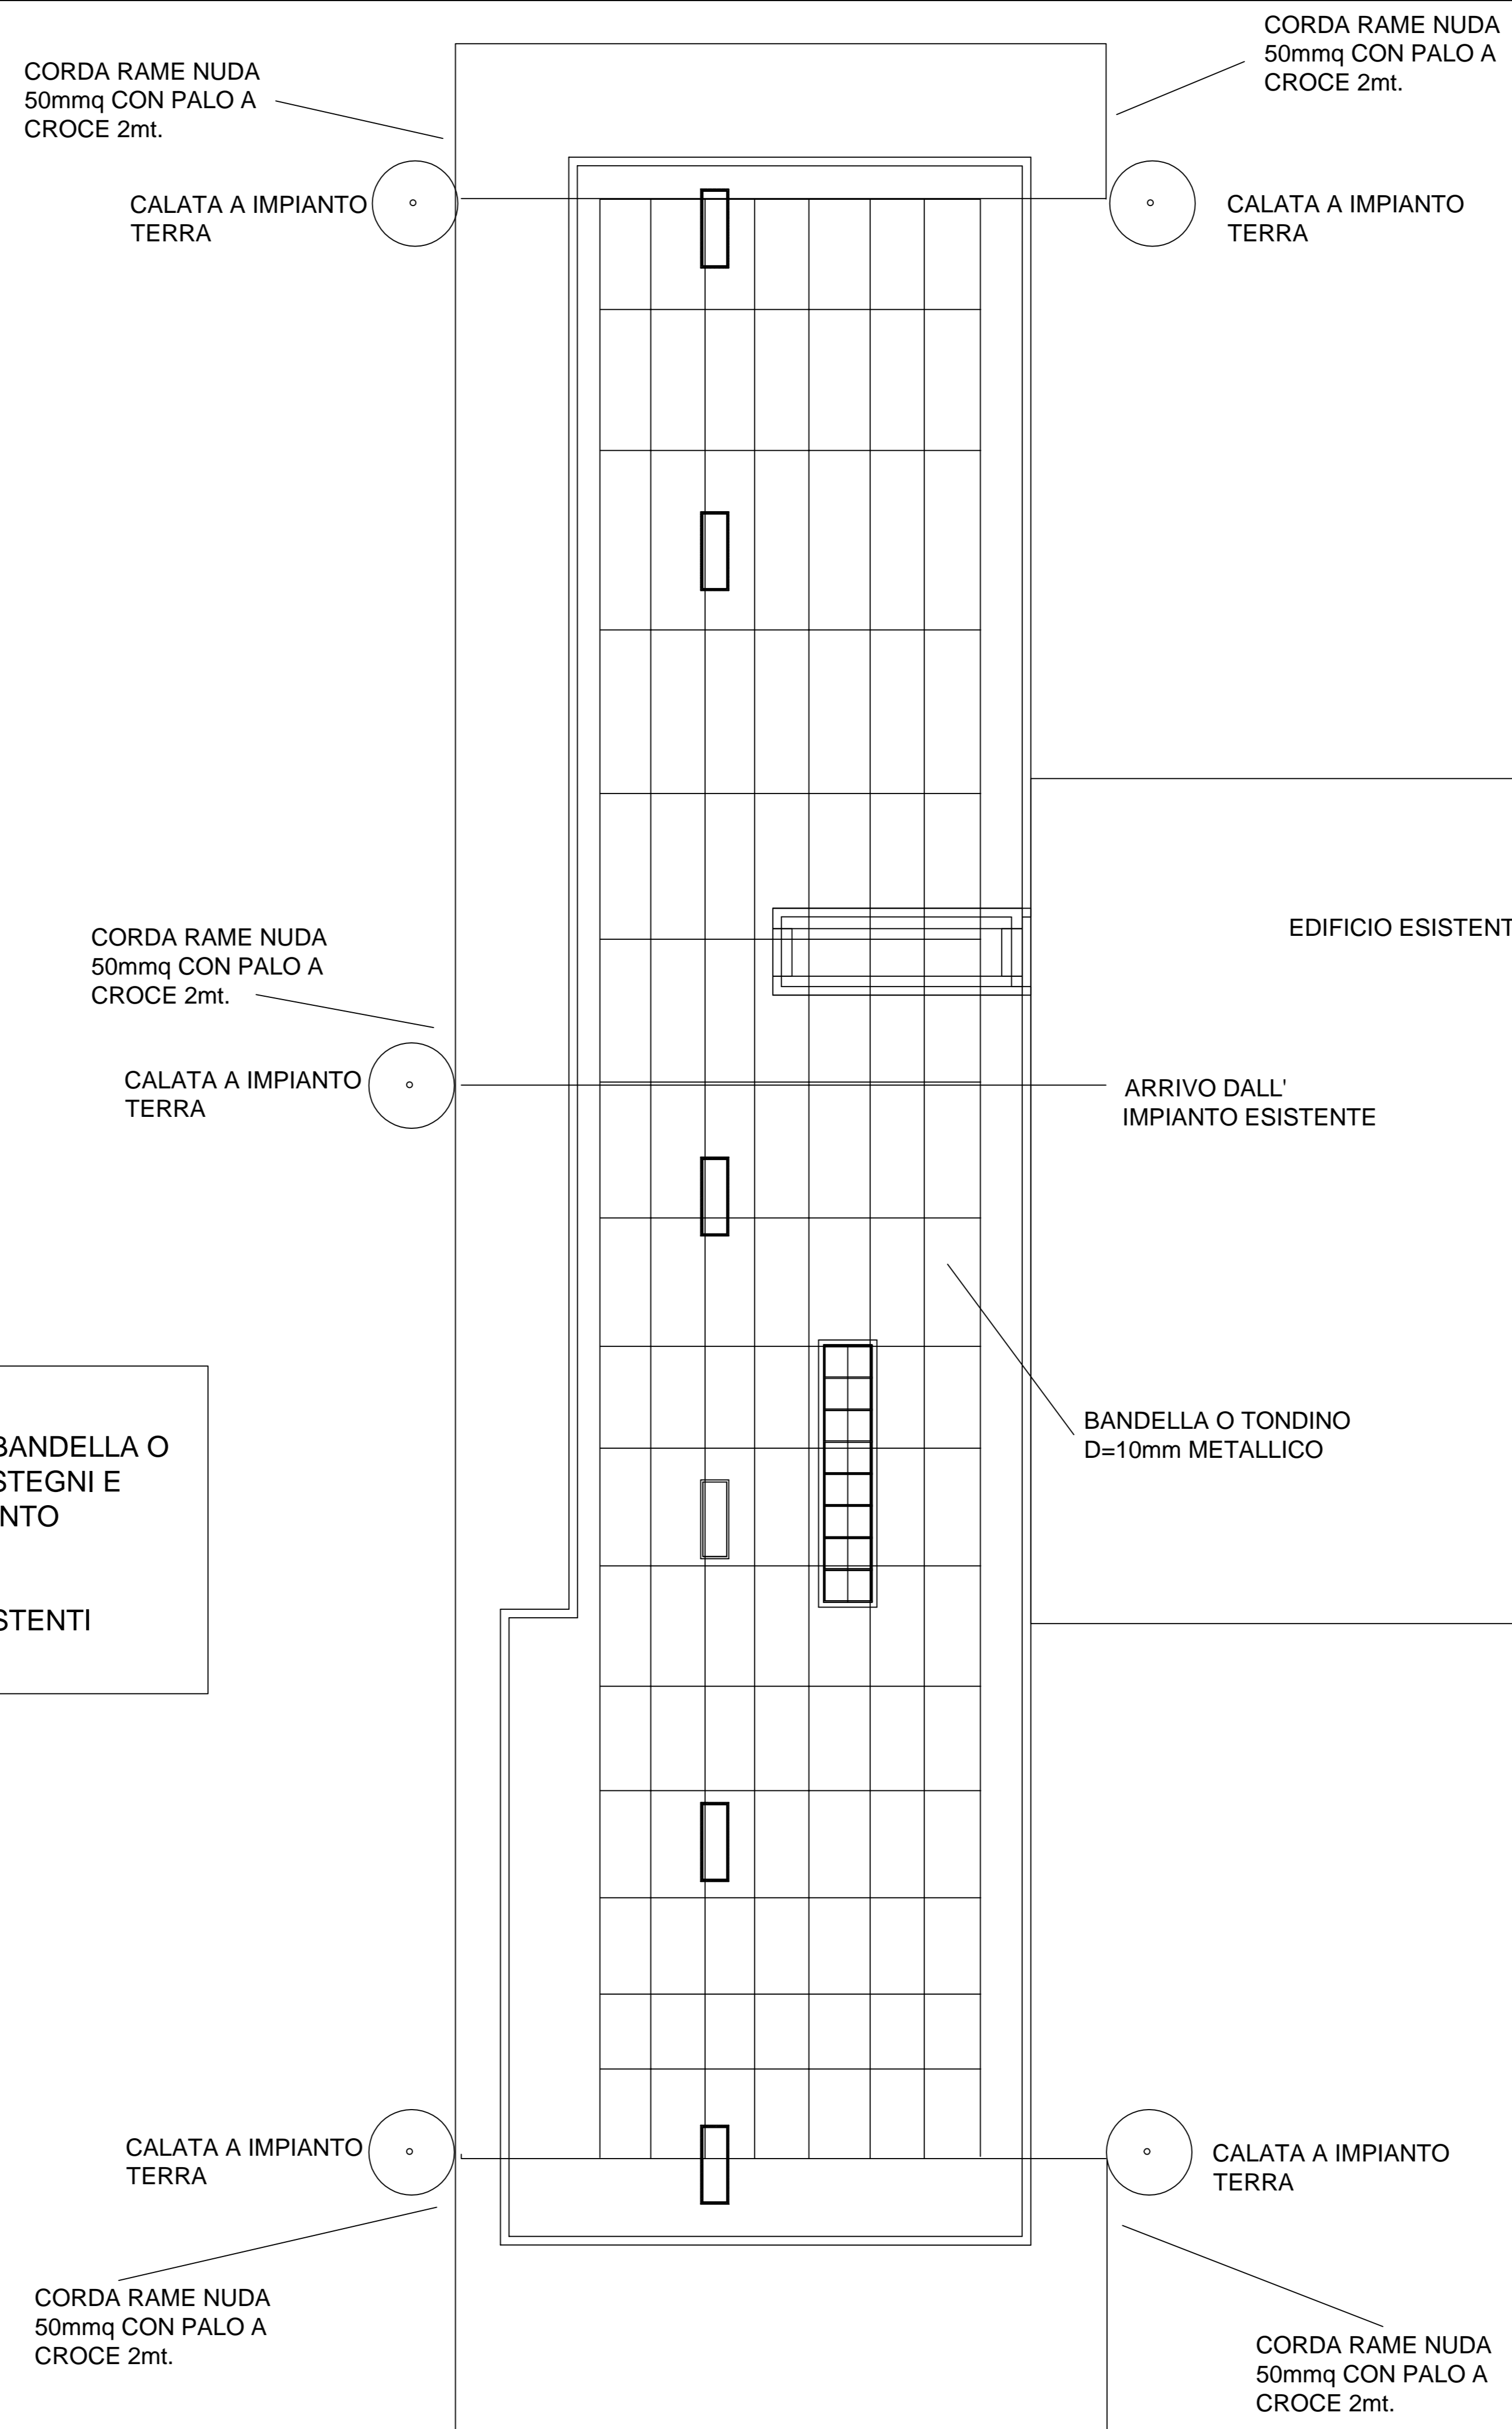 CORDA RAME NUDA
50mmq CON PALO A
CROCE 2mt.
CORDA RAME NUDA
50mmq CON PALO A
CROCE 2mt.
CALATA A IMPIANTO
TERRA
CALATA A IMPIANTO
TERRA
EDIFICIO ESISTENT
CORDA RAME NUDA
50mmq CON PALO A
CROCE 2mt.
CALATA A IMPIANTO
TERRA
ARRIVO DALL'
IMPIANTO ESISTENTE
BANDELLA O TONDINO
D=10mm METALLICO
BANDELLA O
STEGNI E
NTO
STENTI
CALATA A IMPIANTO
TERRA
CALATA A IMPIANTO
TERRA
CORDA RAME NUDA
50mmq CON PALO A
CROCE 2mt.
CORDA RAME NUDA
50mmq CON PALO A
CROCE 2mt.